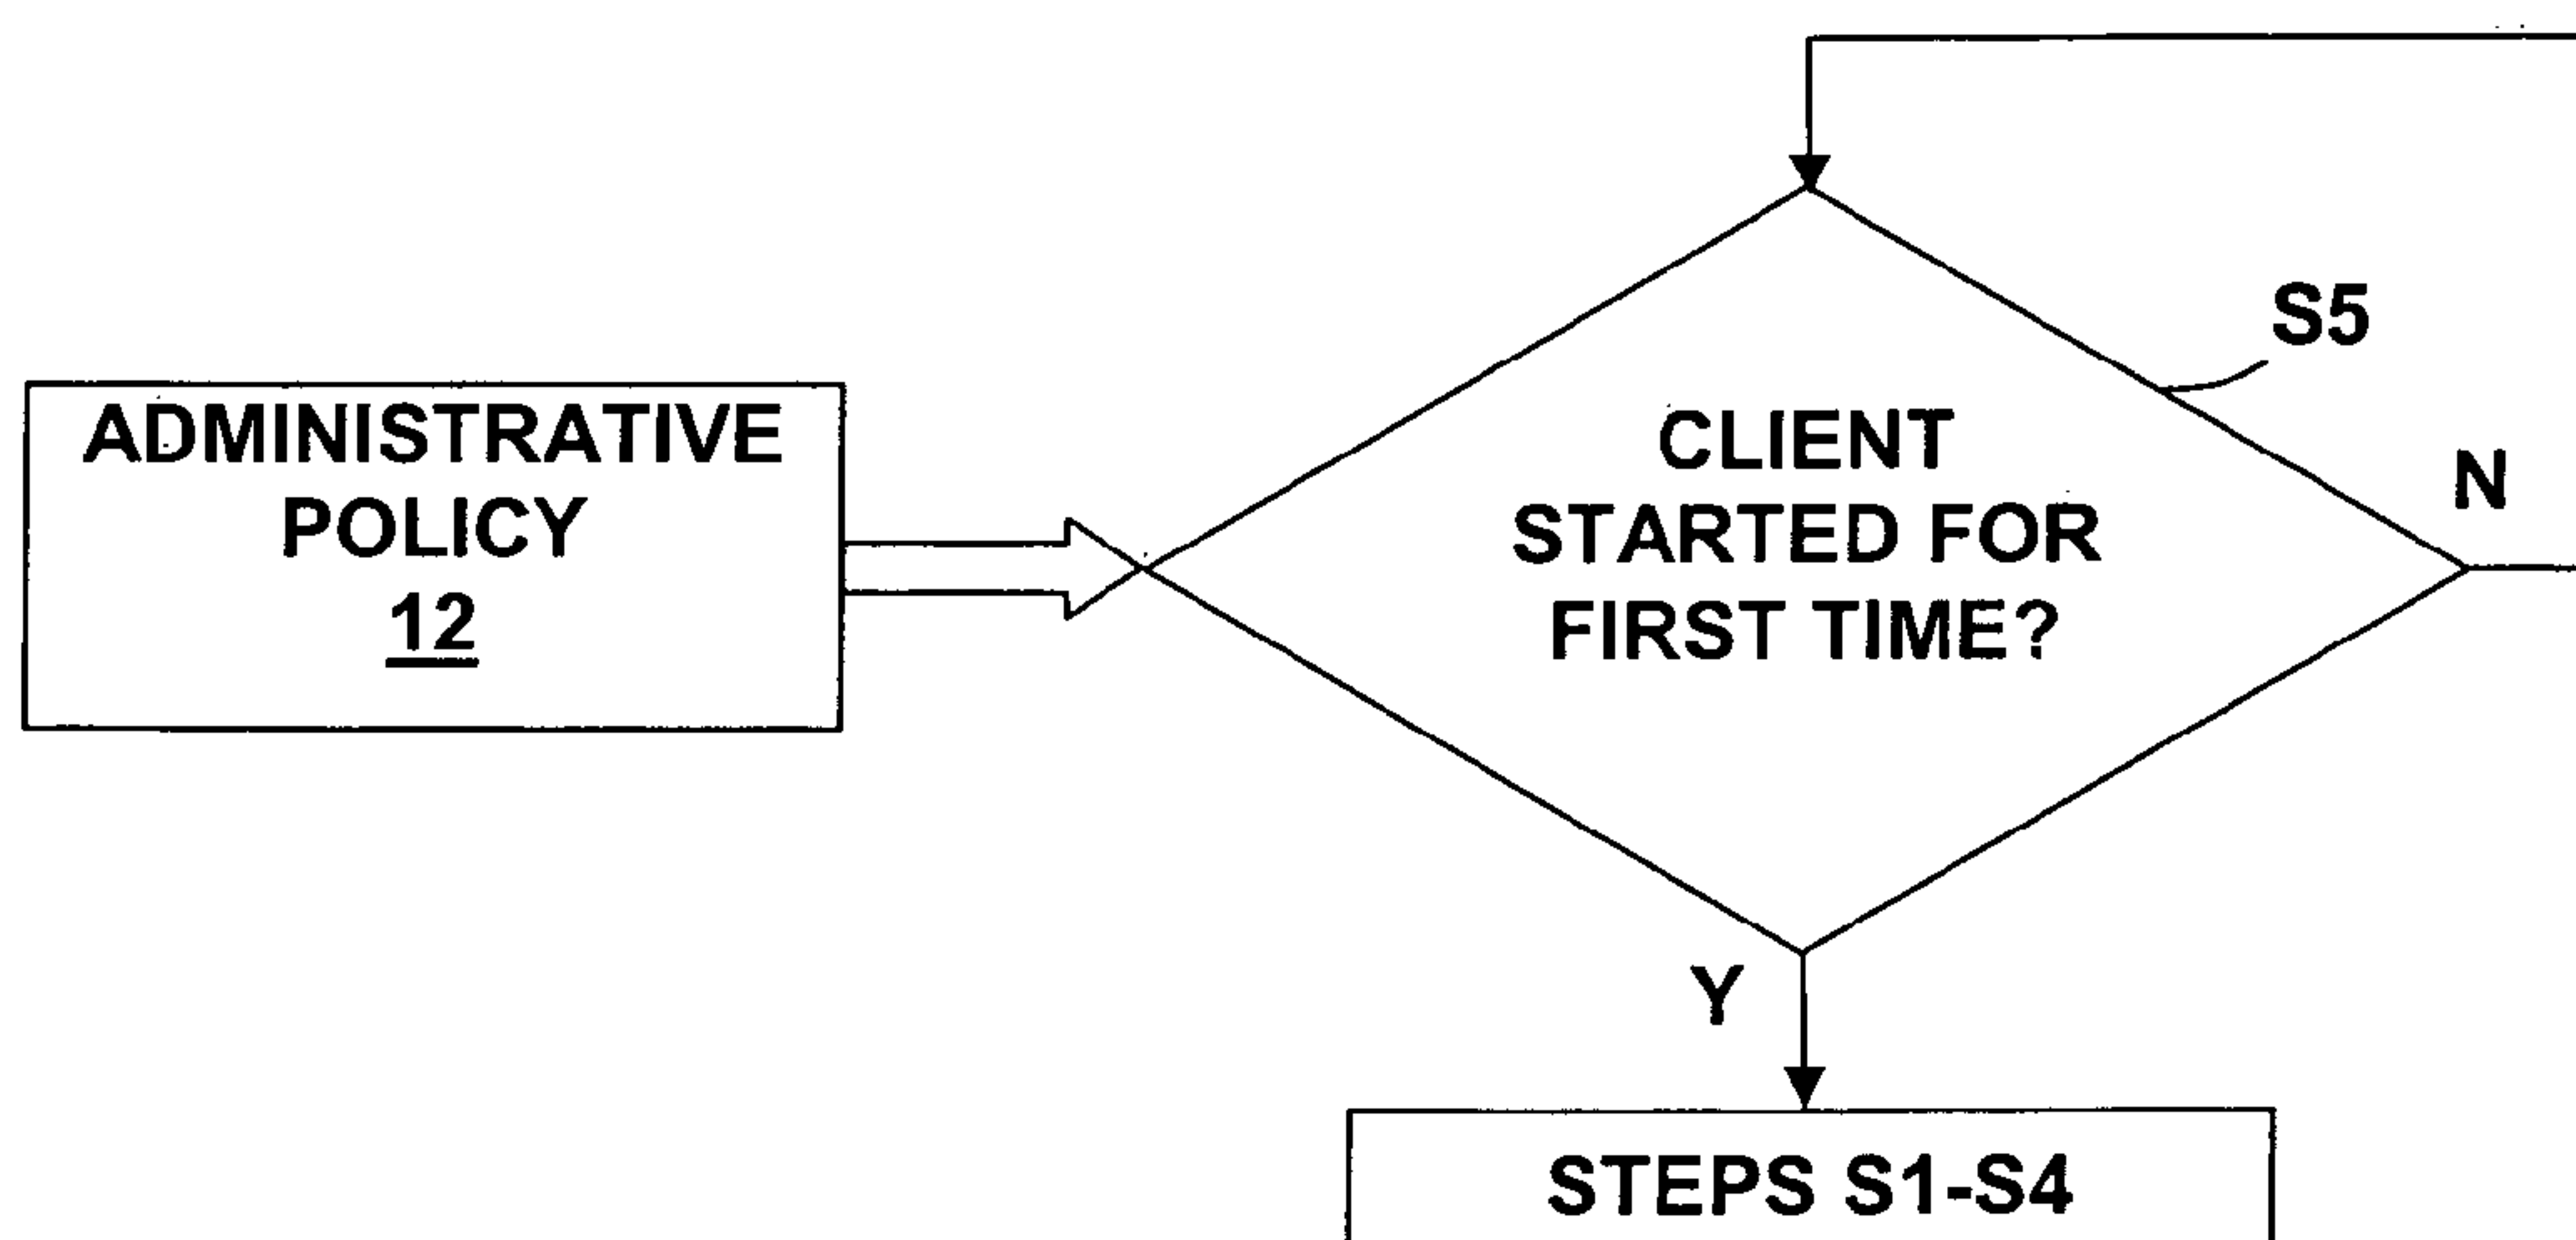 ADMINISTRATIVE
POLICY
12
CLIENT
STARTED FOR
FIRST TIME?
S5
N
Y
STEPS S1-S4